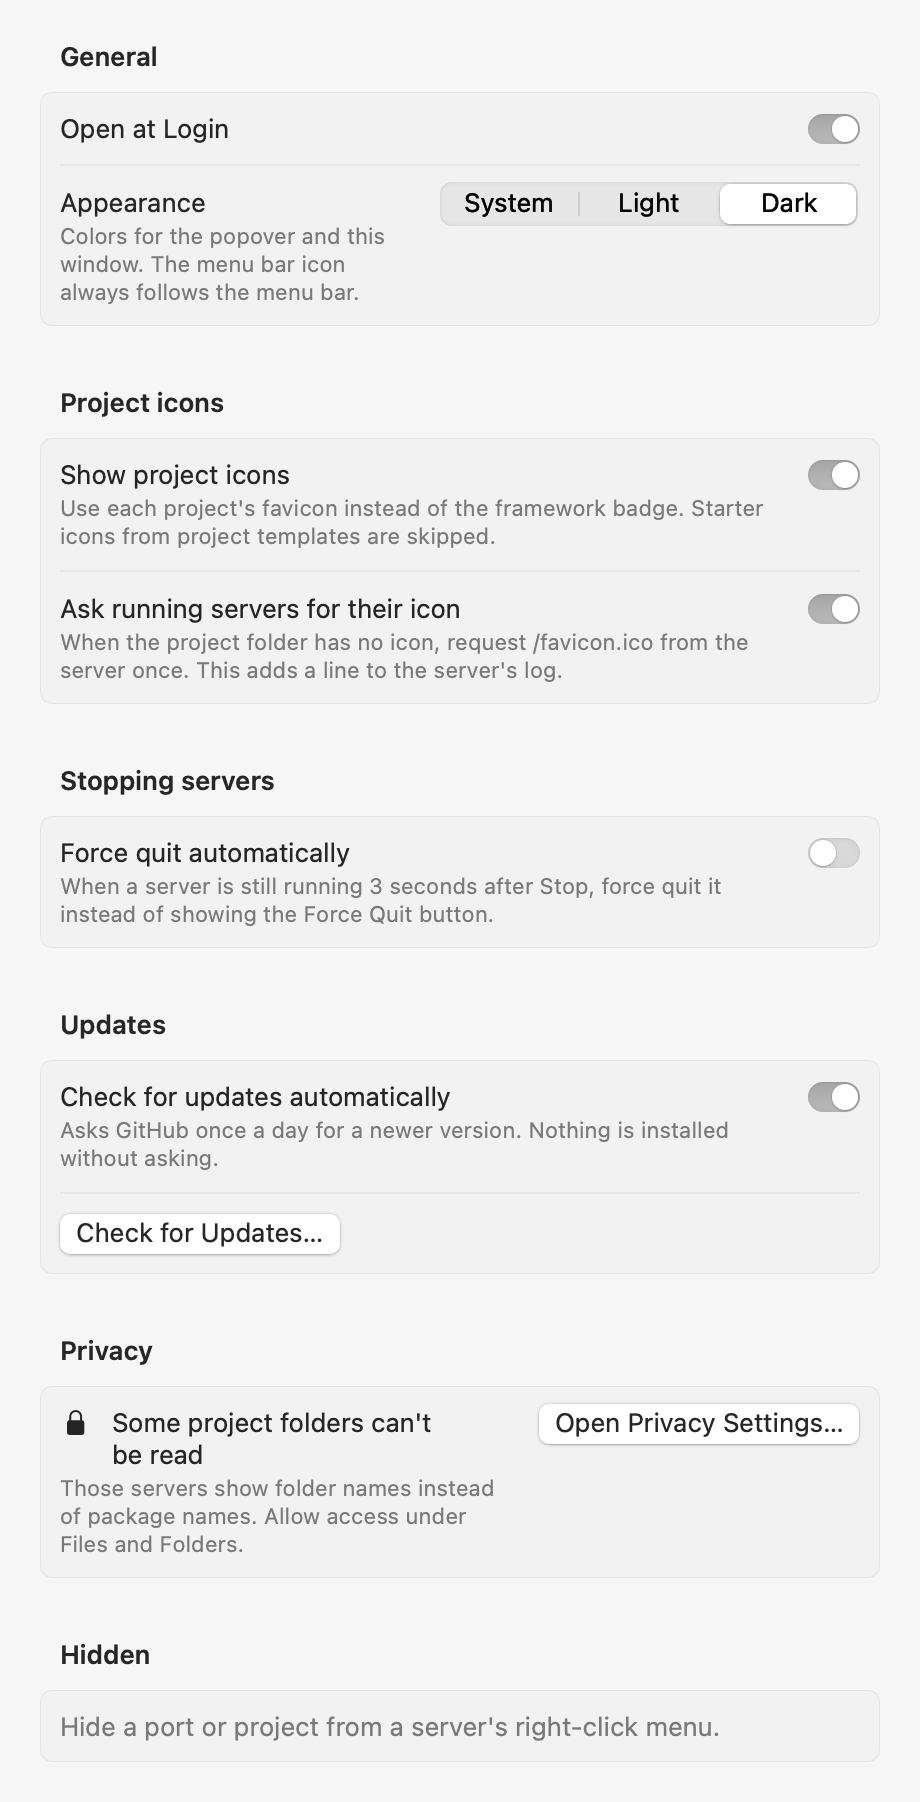 General
Open at Login
Appearance
System
Light
Dark
Colors for the popover and this
window. The menu bar icon
always follows the menu bar.
Project icons
Show project icons
Use each project's favicon instead of the framework badge. Starter
icons from project templates are skipped.
Ask running servers for their icon
When the project folder has no icon, request /favicon.ico from the
server once. This adds a line to the server's log.
Stopping servers
Force quit automatically
When a server is still running 3 seconds after Stop, force quit it
instead of showing the Force Quit button.
Updates
Check for updates automatically
Asks GitHub once a day for a newer version. Nothing is installed
without asking.
Check for Updates...
Privacy
Some project folders can't
be read
Open Privacy Settings...
Those servers show folder names instead
of package names. Allow access under
Files and Folders.
Hidden
Hide a port or project from a server's right-click menu.